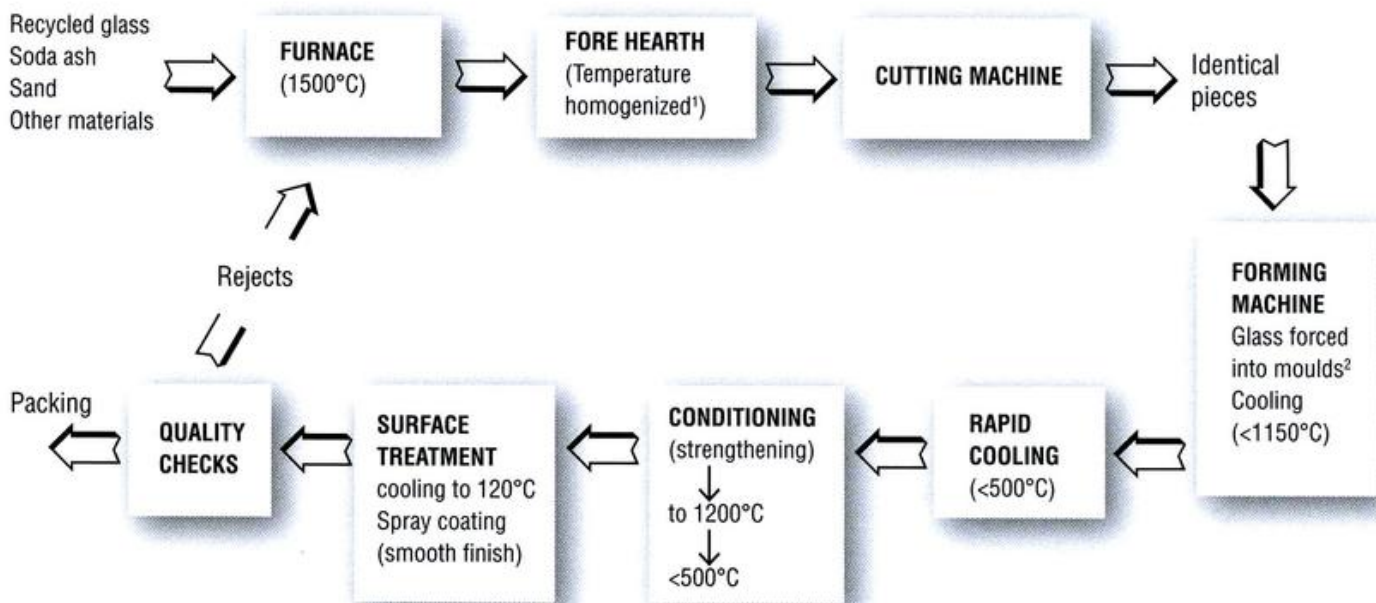 Recycled glass
Soda ash
Sand
Other materials
FURNACE
(1500°C)
FORE HEARTH
(Temperature
homogenized¹)
CUTTING MACHINE
Identical
pieces
FORMING
MACHINE
Glass forced
into moulds²
Cooling
(<1150°C)
RAPID
COOLING
(<500°C)
CONDITIONING
(strengthening)
to 1200°C
<500°C
SURFACE
TREATMENT
cooling to 120°C
Spray coating
(smooth finish)
QUALITY
CHECKS
Rejects
Packing